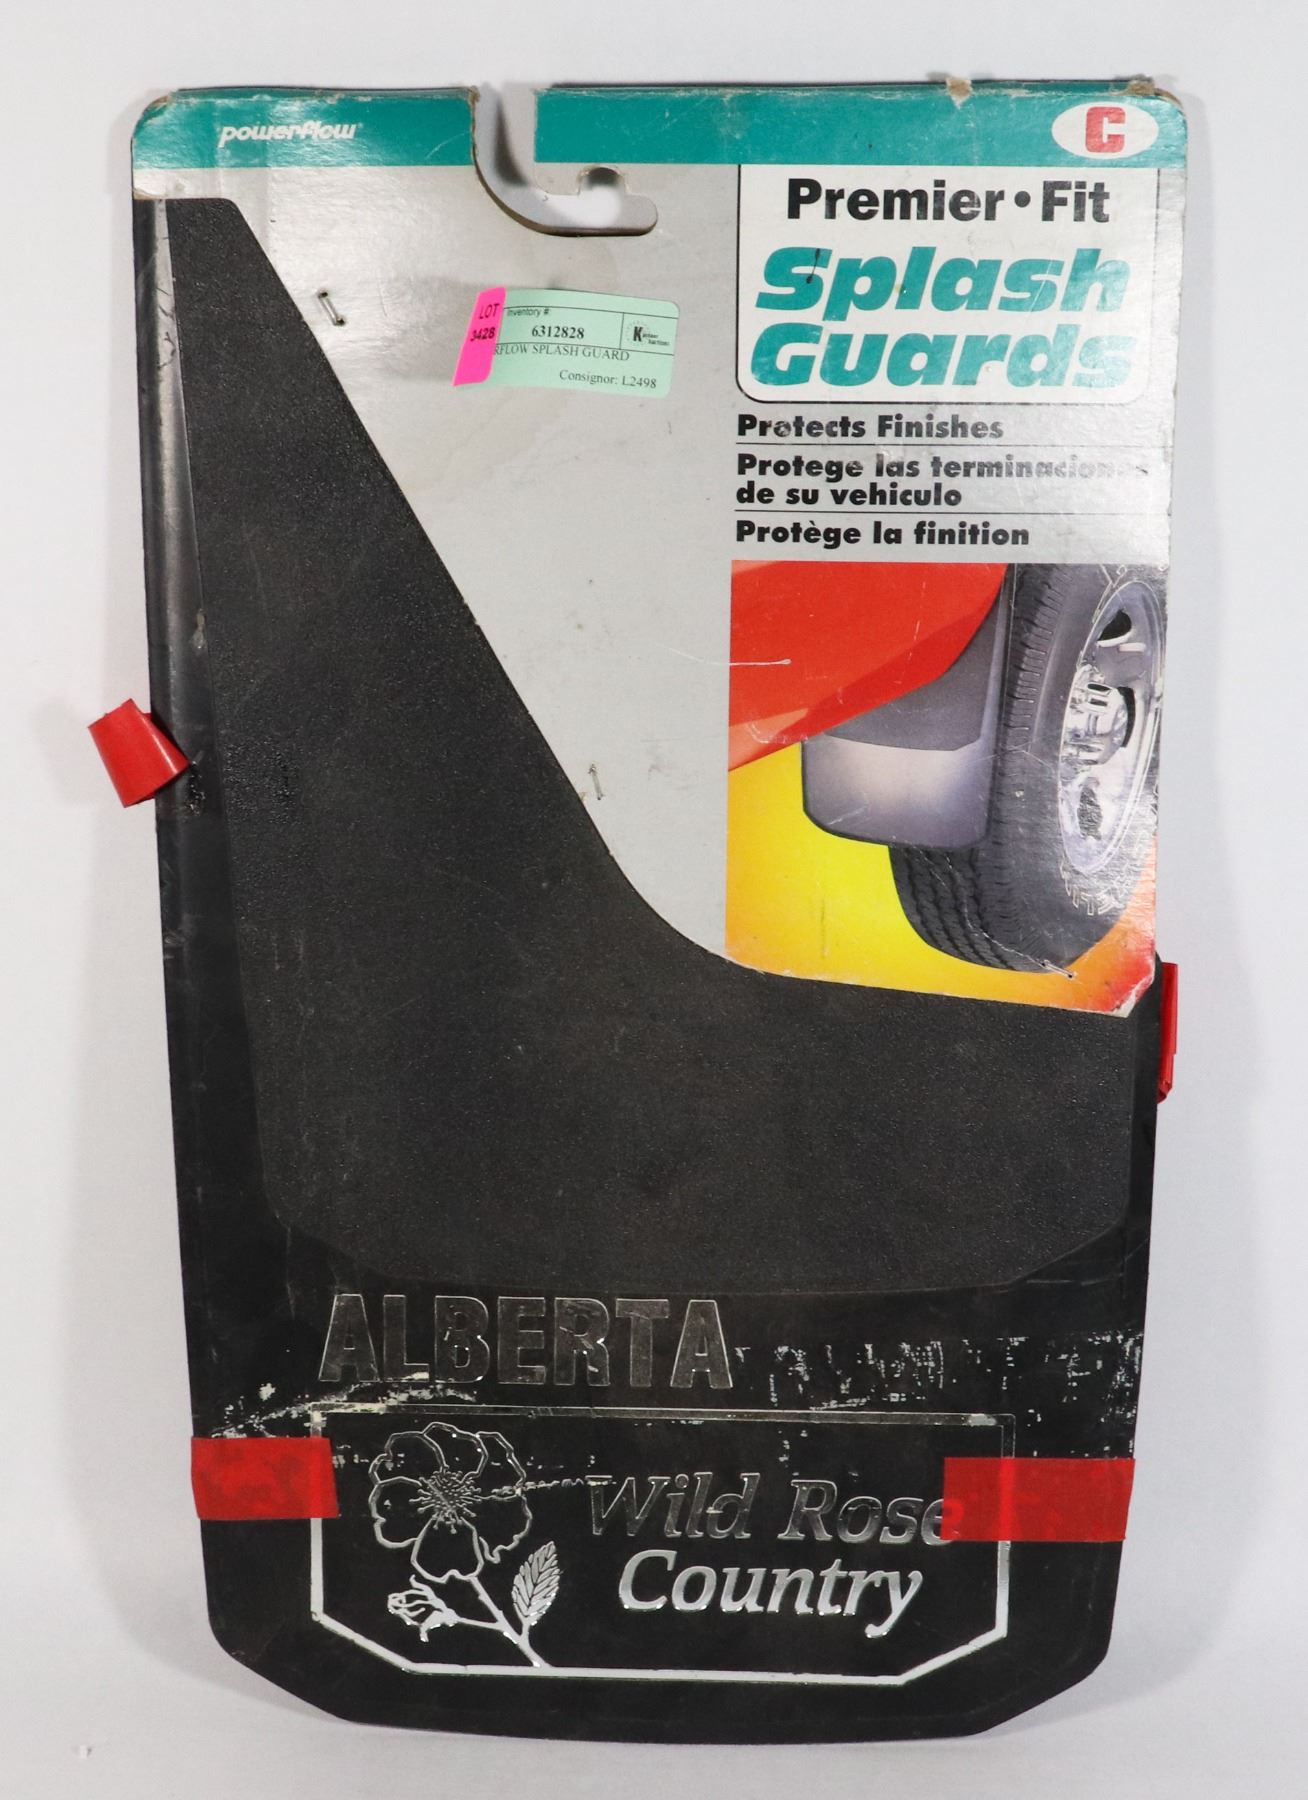 powerflow
C
Premier • Fit
Splash
Guards
LOT
3428
Inventory #:
6312828
SPLASH GUARD
Consignor: L2498
Protects Finishes
Protege las terminaciones
de su vehiculo
Protège la finition
ALBERTA
Wild Rose
Country